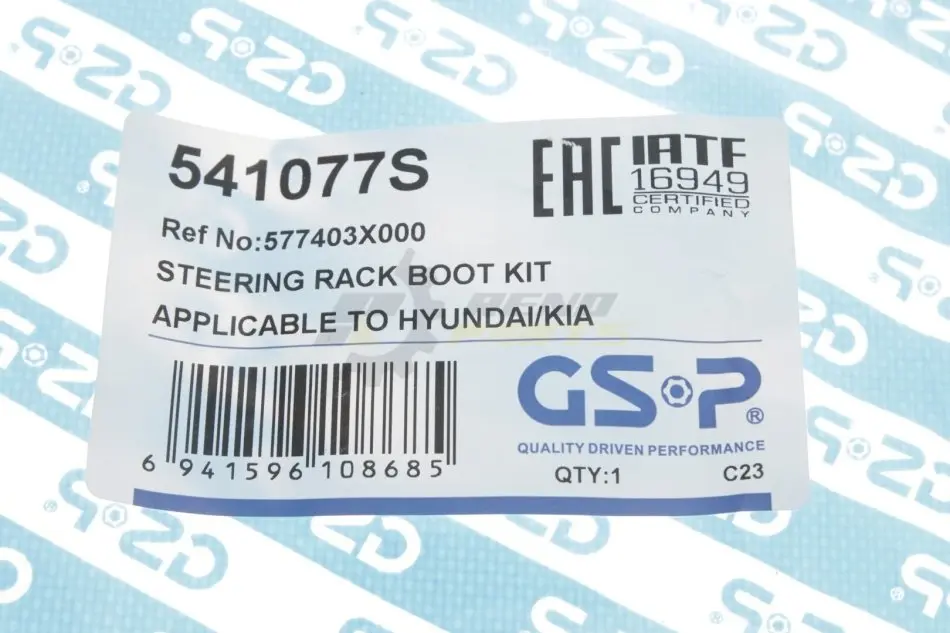 541077S
EAC
IATF
16949
CERTIFIED
COMPANY
Ref No:577403X000
STEERING RACK BOOT KIT
APPLICABLE TO HYUNDAI/KIA
GS P®
QUALITY DRIVEN PERFORMANCE
6 941596 108685
QTY:1
C23